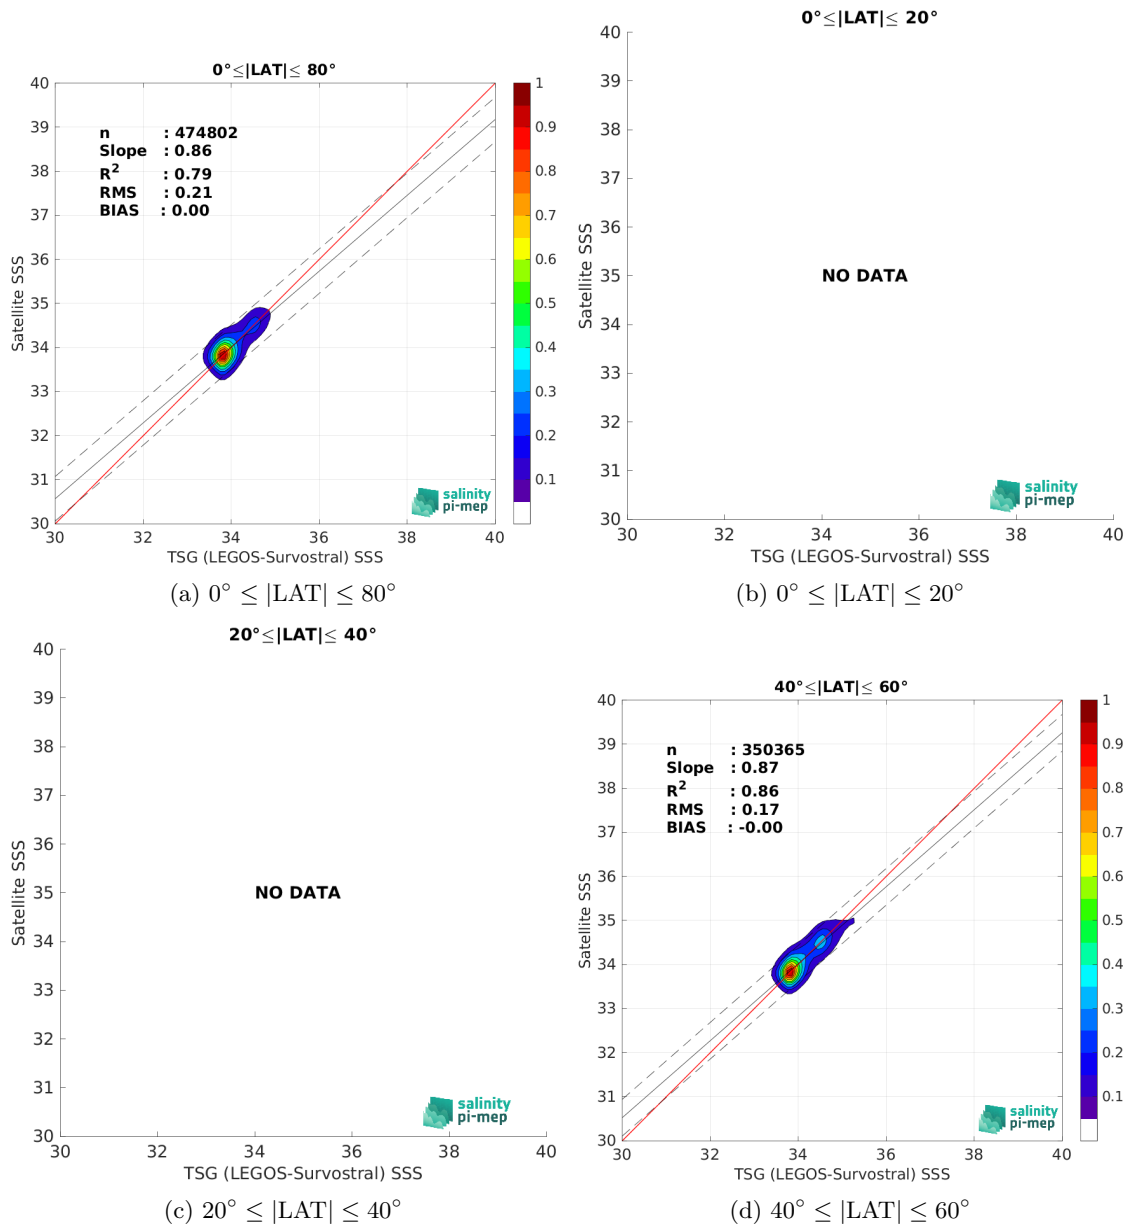 0°≤|LAT|≤ 80°
40
39
38
37
36
35
34
33
32
31
30
Satellite SSS
n : 474802
Slope : 0.86
R² : 0.79
RMS : 0.21
BIAS : 0.00
salinity
pi-mep
30 32 34 36 38 40
TSG (LEGOS-Survostral) SSS
1
0.9
0.8
0.7
0.6
0.5
0.4
0.3
0.2
0.1
(a) 0° ≤ |LAT| ≤ 80°
0°≤|LAT|≤ 20°
40
39
38
37
36
35
34
33
32
31
30
Satellite SSS
NO DATA
salinity
pi-mep
30 32 34 36 38 40
TSG (LEGOS-Survostral) SSS
(b) 0° ≤ |LAT| ≤ 20°
20°≤|LAT|≤ 40°
40
39
38
37
36
35
34
33
32
31
30
Satellite SSS
NO DATA
salinity
pi-mep
30 32 34 36 38 40
TSG (LEGOS-Survostral) SSS
(c) 20° ≤ |LAT| ≤ 40°
40°≤|LAT|≤ 60°
40
39
38
37
36
35
34
33
32
31
30
Satellite SSS
n : 350365
Slope : 0.87
R² : 0.86
RMS : 0.17
BIAS : -0.00
salinity
pi-mep
30 32 34 36 38 40
TSG (LEGOS-Survostral) SSS
1
0.9
0.8
0.7
0.6
0.5
0.4
0.3
0.2
0.1
(d) 40° ≤ |LAT| ≤ 60°